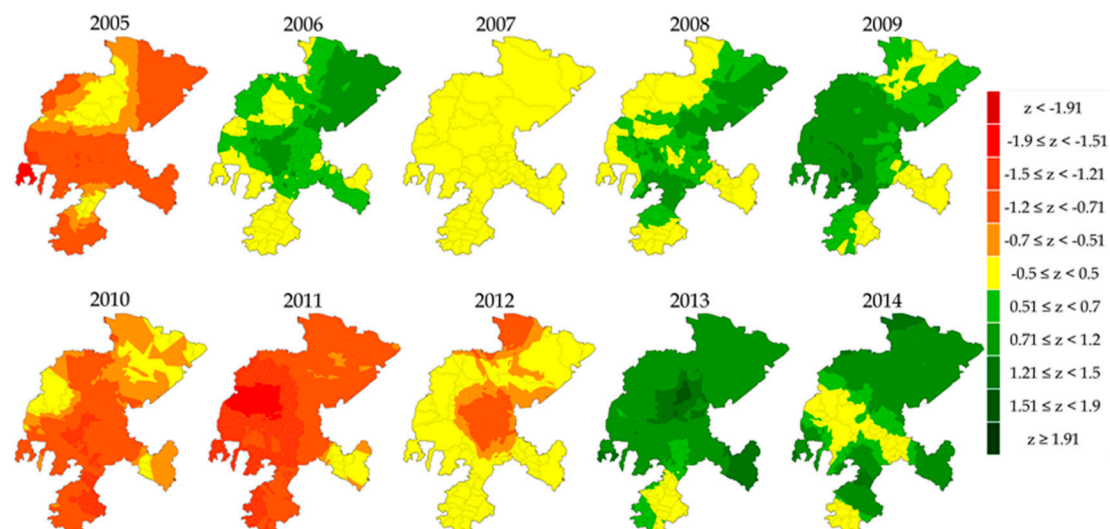 2005 2006 2007 2008 2009
z < -1.91
-1.9 ≤ z < -1.51
-1.5 ≤ z < -1.21
-1.2 ≤ z < -0.71
-0.7 ≤ z < -0.51
-0.5 ≤ z < 0.5
0.51 ≤ z < 0.7
0.71 ≤ z < 1.2
1.21 ≤ z < 1.5
1.51 ≤ z < 1.9
z ≥ 1.91
2010 2011 2012 2013 2014